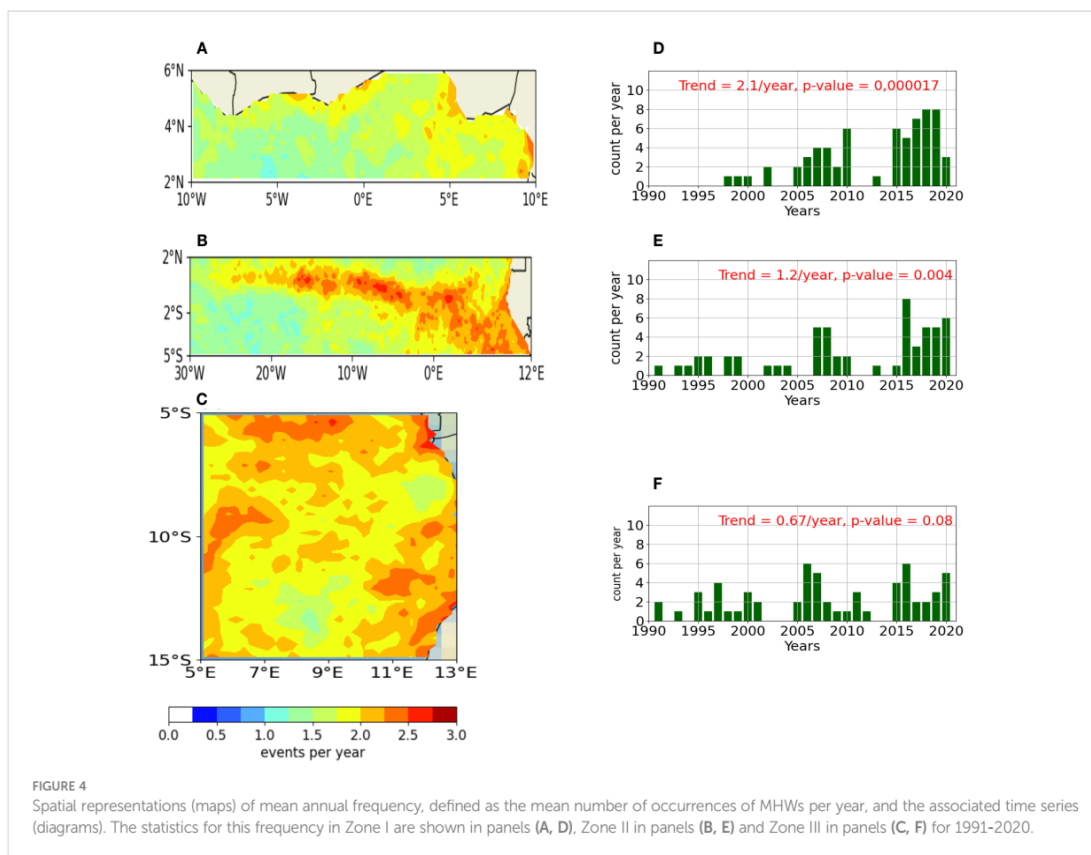 A
6°N
4°N
2°N
10°W 5°W 0°E 5°E 10°E
D
Trend = 2.1/year, p-value = 0,000017
count per year
10
8
6
4
2
0
1990 1995 2000 2005 2010 2015 2020
Years
B
2°N
2°S
5°S
30°W 20°W 10°W 0°E 12°E
E
Trend = 1.2/year, p-value = 0.004
count per year
10
8
6
4
2
0
1990 1995 2000 2005 2010 2015 2020
Years
C
5°S
10°S
15°S
5°E 7°E 9°E 11°E 13°E
F
Trend = 0.67/year, p-value = 0.08
count per year
10
8
6
4
2
0
1990 1995 2000 2005 2010 2015 2020
Years
0.0 0.5 1.0 1.5 2.0 2.5 3.0
events per year
FIGURE 4
Spatial representations (maps) of mean annual frequency, defined as the mean number of occurrences of MHWs per year, and the associated time series
(diagrams). The statistics for this frequency in Zone I are shown in panels (A, D), Zone II in panels (B, E) and Zone III in panels (C, F) for 1991-2020.